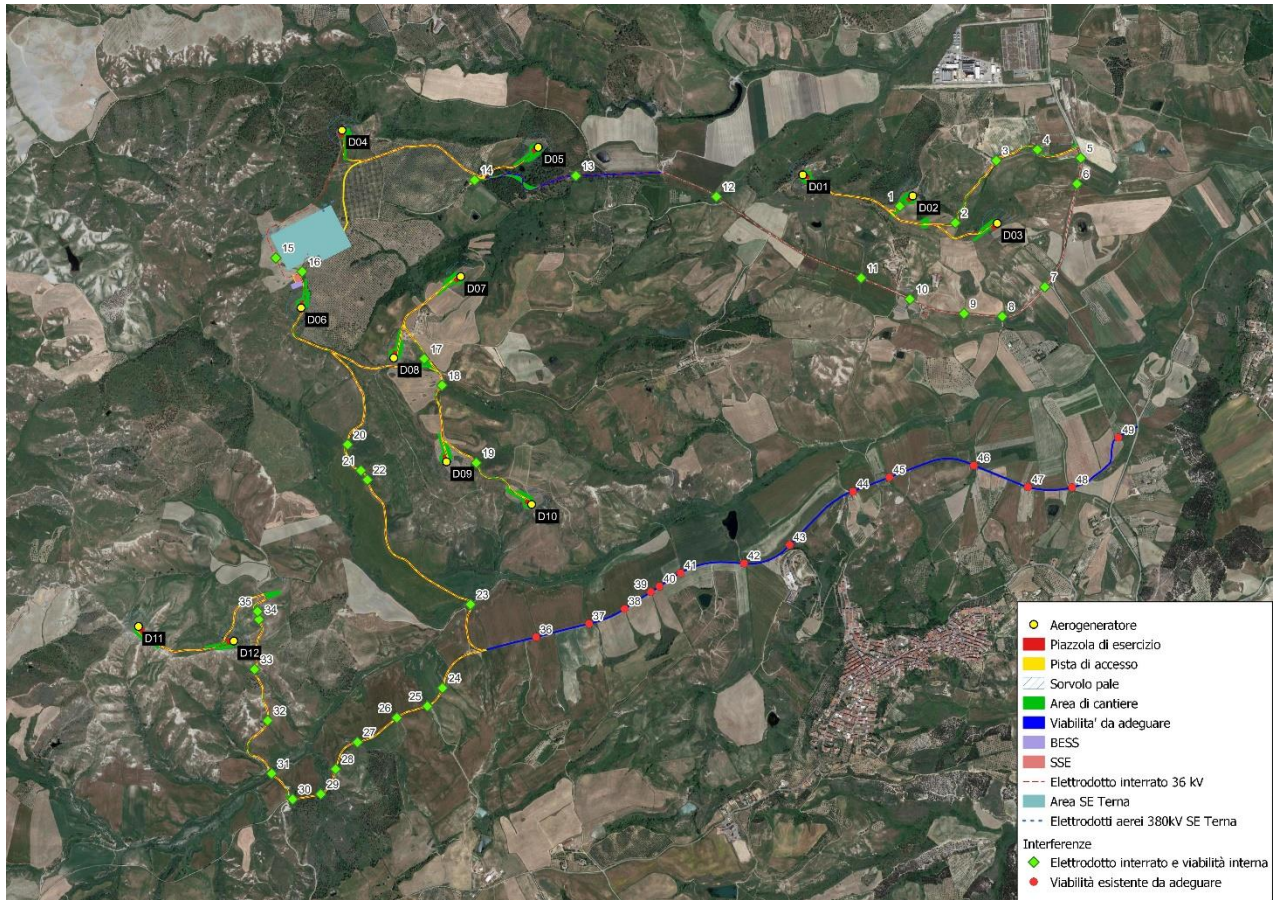 D04
D05
14
13
12
D01
1
D02
2
D03
3
4
5
6
7
8
9
10
11
15
16
D06
D07
D08
17
18
D09
19
D10
20
21
22
23
24
25
26
27
28
29
30
31
32
33
34
35
D11
D12
36
37
38
39
40
41
42
43
44
45
46
47
48
49
Aerogeneratore
Piazzola di esercizio
Pista di accesso
Sorvolo pale
Area di cantiere
Viabilita' da adeguare
BESS
SSE
Elettrodotto interrato 36 kV
Area SE Terna
Elettrodotti aerei 380kV SE Terna
Interferenze
Elettrodotto interrato e viabilità interna
Viabilità esistente da adeguare